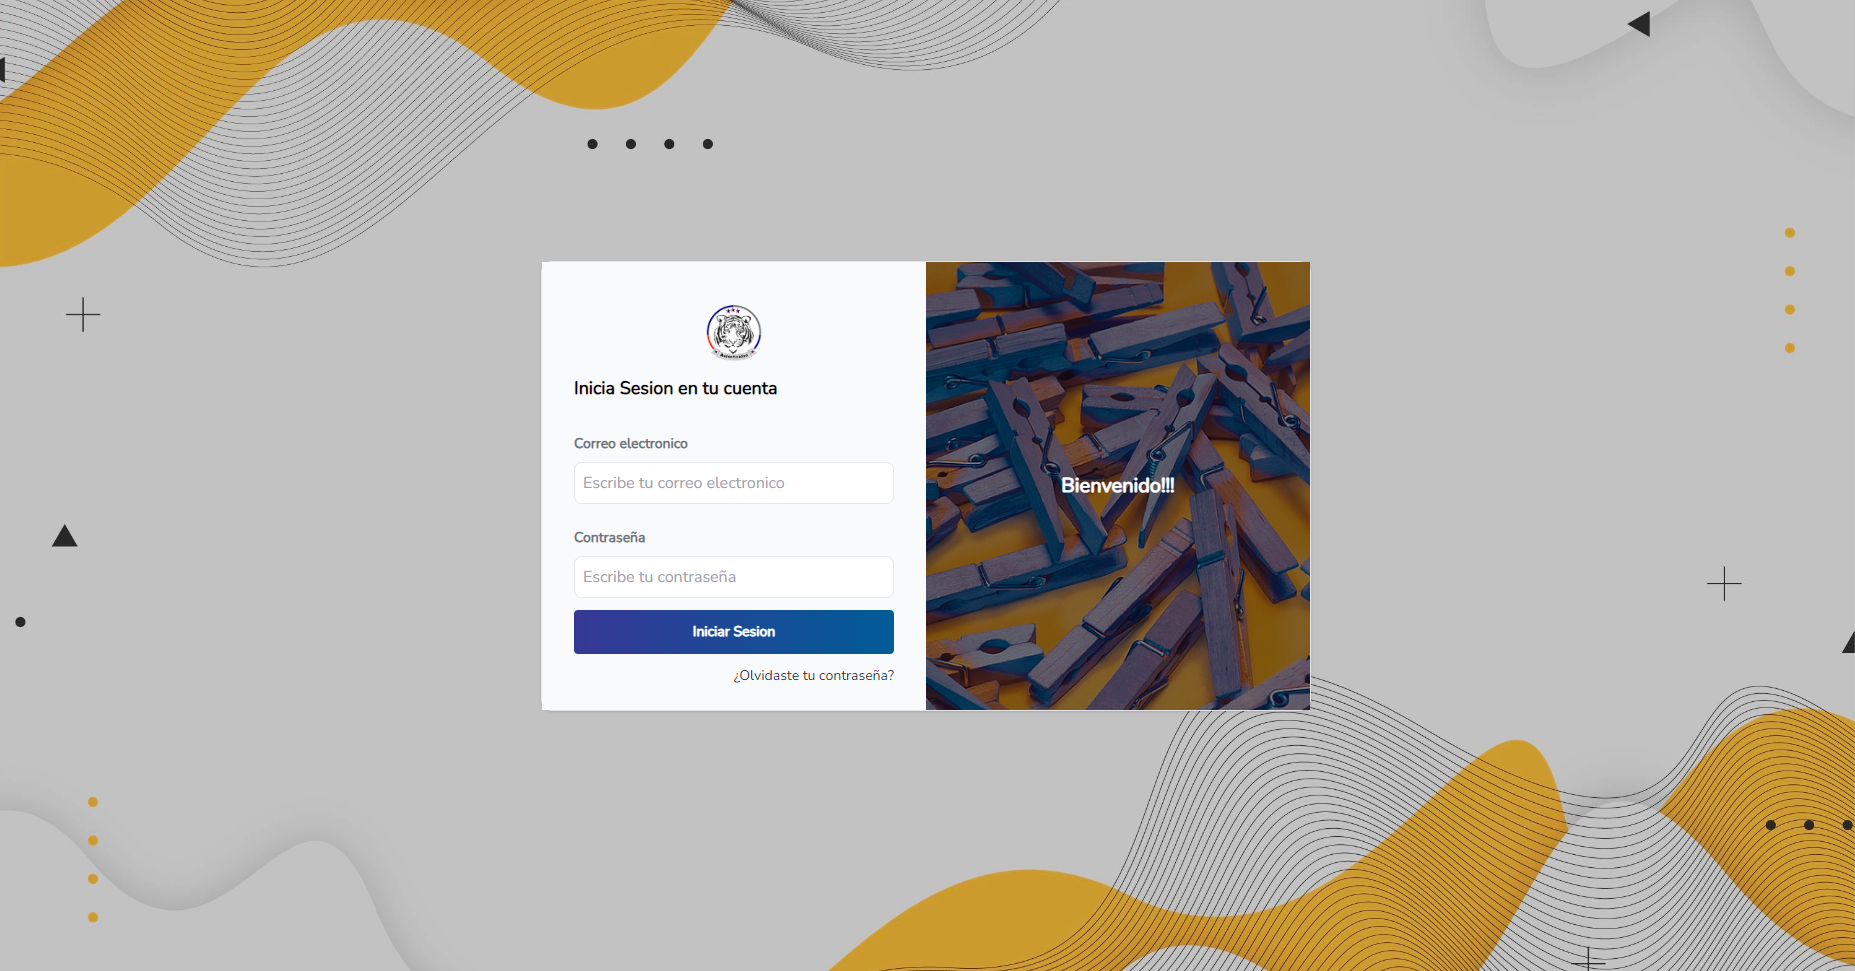 Inicia Sesion en tu cuenta
Correo electronico
Escribe tu correo electronico
Contraseña
Escribe tu contraseña
Iniciar Sesion
¿Olvidaste tu contraseña?
Bienvenido!!!